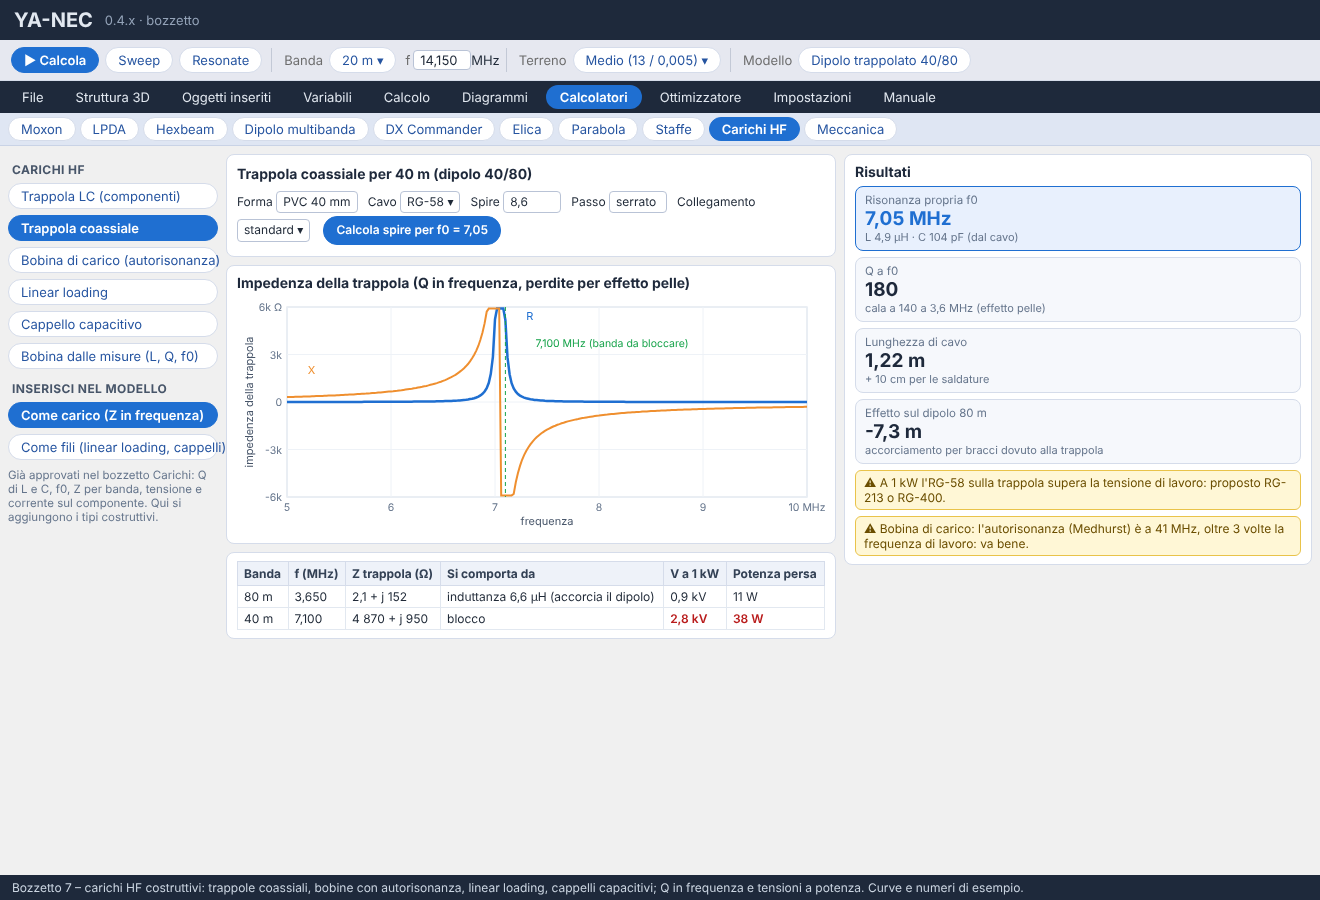 YA-NEC 0.4.x · bozzetto
▶ Calcola Sweep Resonate Banda 20 m ▾ f 14,150 MHz Terreno Medio (13 / 0,005) ▾ Modello Dipolo trappolato 40/80
File Struttura 3D Oggetti inseriti Variabili Calcolo Diagrammi Calcolatori Ottimizzatore Impostazioni Manuale
Moxon LPDA Hexbeam Dipolo multibanda DX Commander Elica Parabola Staffe Carichi HF Meccanica
CARICHI HF
Trappola LC (componenti)
Trappola coassiale
Bobina di carico (autorisonanza)
Linear loading
Cappello capacitivo
Bobina dalle misure (L, Q, f0)
INSERISCI NEL MODELLO
Come carico (Z in frequenza)
Come fili (linear loading, cappelli)
Già approvati nel bozzetto Carichi: Q
di L e C, f0, Z per banda, tensione e
corrente sul componente. Qui si
aggiungono i tipi costruttivi.
Trappola coassiale per 40 m (dipolo 40/80)
Forma PVC 40 mm Cavo RG-58 ▾ Spire 8,6 Passo serrato Collegamento
standard ▾ Calcola spire per f0 = 7,05
Impedenza della trappola (Q in frequenza, perdite per effetto pelle)
6k Ω
3k
0
-3k
-6k
impedenza della trappola
R
7,100 MHz (banda da bloccare)
X
5 6 7 8 9 10 MHz
frequenza
Banda f (MHz) Z trappola (Ω) Si comporta da V a 1 kW Potenza persa
80 m 3,650 2,1 + j 152 induttanza 6,6 µH (accorcia il dipolo) 0,9 kV 11 W
40 m 7,100 4 870 + j 950 blocco 2,8 kV 38 W
Risultati
Risonanza propria f0
7,05 MHz
L 4,9 µH · C 104 pF (dal cavo)
Q a f0
180
cala a 140 a 3,6 MHz (effetto pelle)
Lunghezza di cavo
1,22 m
+ 10 cm per le saldature
Effetto sul dipolo 80 m
-7,3 m
accorciamento per bracci dovuto alla trappola
⚠ A 1 kW l'RG-58 sulla trappola supera la tensione di lavoro: proposto RG-
213 o RG-400.
⚠ Bobina di carico: l'autorisonanza (Medhurst) è a 41 MHz, oltre 3 volte la
frequenza di lavoro: va bene.
Bozzetto 7 – carichi HF costruttivi: trappole coassiali, bobine con autorisonanza, linear loading, cappelli capacitivi; Q in frequenza e tensioni a potenza. Curve e numeri di esempio.